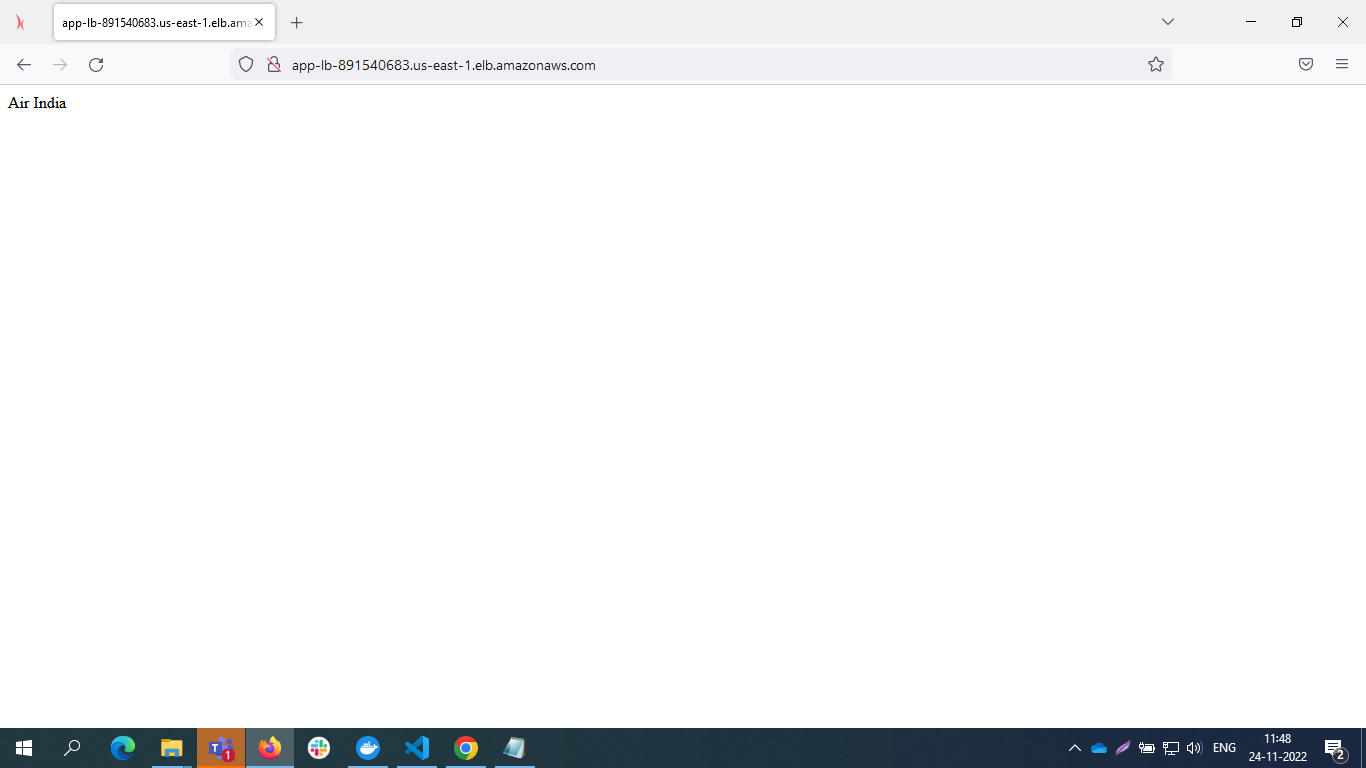 app-lb-891540683.us-east-1.elb.ama
app-lb-891540683.us-east-1.elb.amazonaws.com
Air India
T
1
ENG
11:48
24-11-2022
2